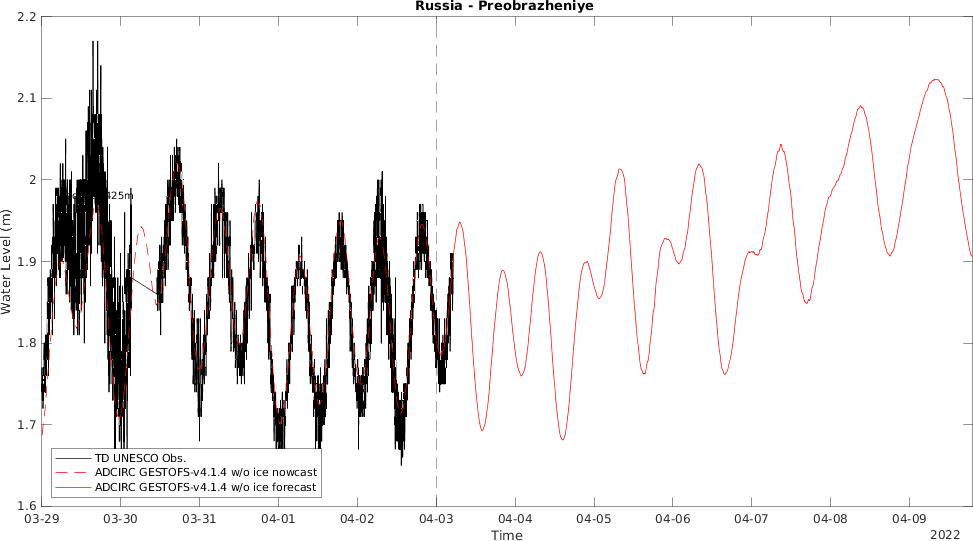 Russia - Preobrazheniye
Water Level (m)
2.2
2.1
2
1.9
1.8
1.7
1.6
425m
TD UNESCO Obs.
ADCIRC GESTOFS-v4.1.4 w/o ice nowcast
ADCIRC GESTOFS-v4.1.4 w/o ice forecast
03-29 03-30 03-31 04-01 04-02 04-03 04-04 04-05 04-06 04-07 04-08 04-09
Time
2022